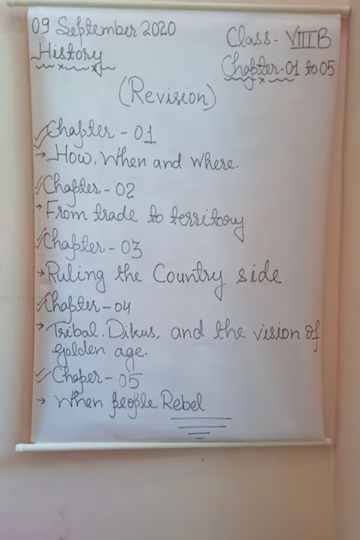 09 September 2020
Class - VIII B
History
Chapter-01 to 05
(Revision)
Chapter - 01
→ How, When and where.
Chapter - 02
→ From trade to territory
Chapter - 03
→ Ruling the Country side
Chapter - 04
→ Tribal, Dikus, and the vision of
golden age.
Chaper - 05
→ When people Rebel